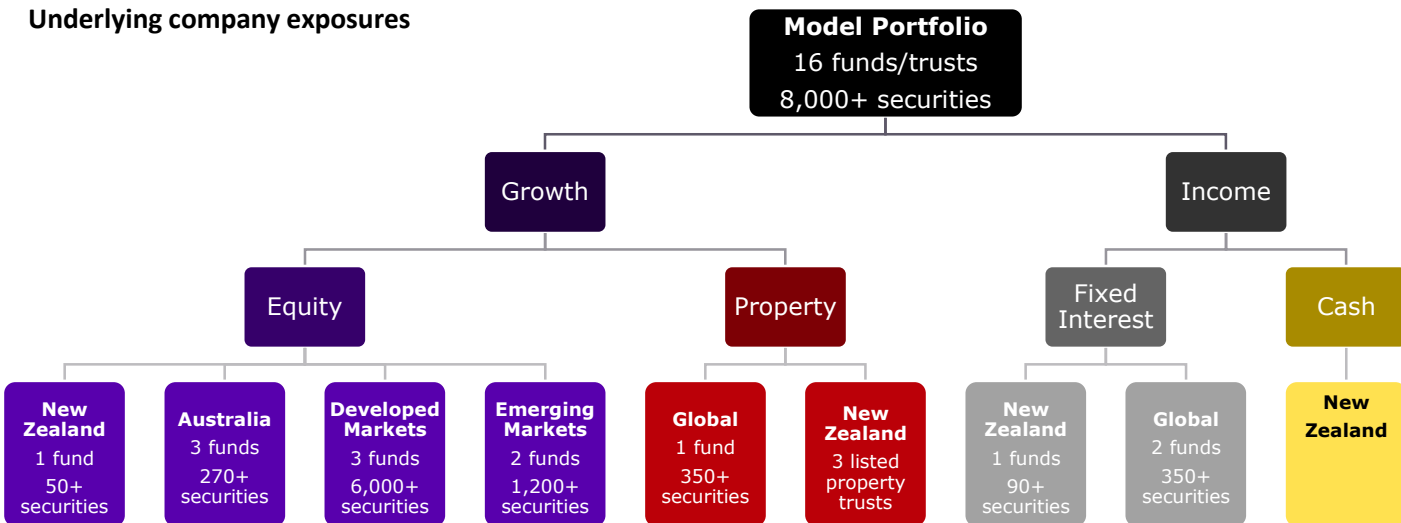 Underlying company exposures
Model Portfolio
16 funds/trusts
8,000+ securities
Growth
Income
Equity
Property
Fixed
Interest
Cash
New
Zealand
1 fund
50+
securities
Australia
3 funds
270+
securities
Developed
Markets
3 funds
6,000+
securities
Emerging
Markets
2 funds
1,200+
securities
Global
1 fund
350+
securities
New
Zealand
3 listed
property
trusts
New
Zealand
1 funds
90+
securities
Global
2 funds
350+
securities
New
Zealand